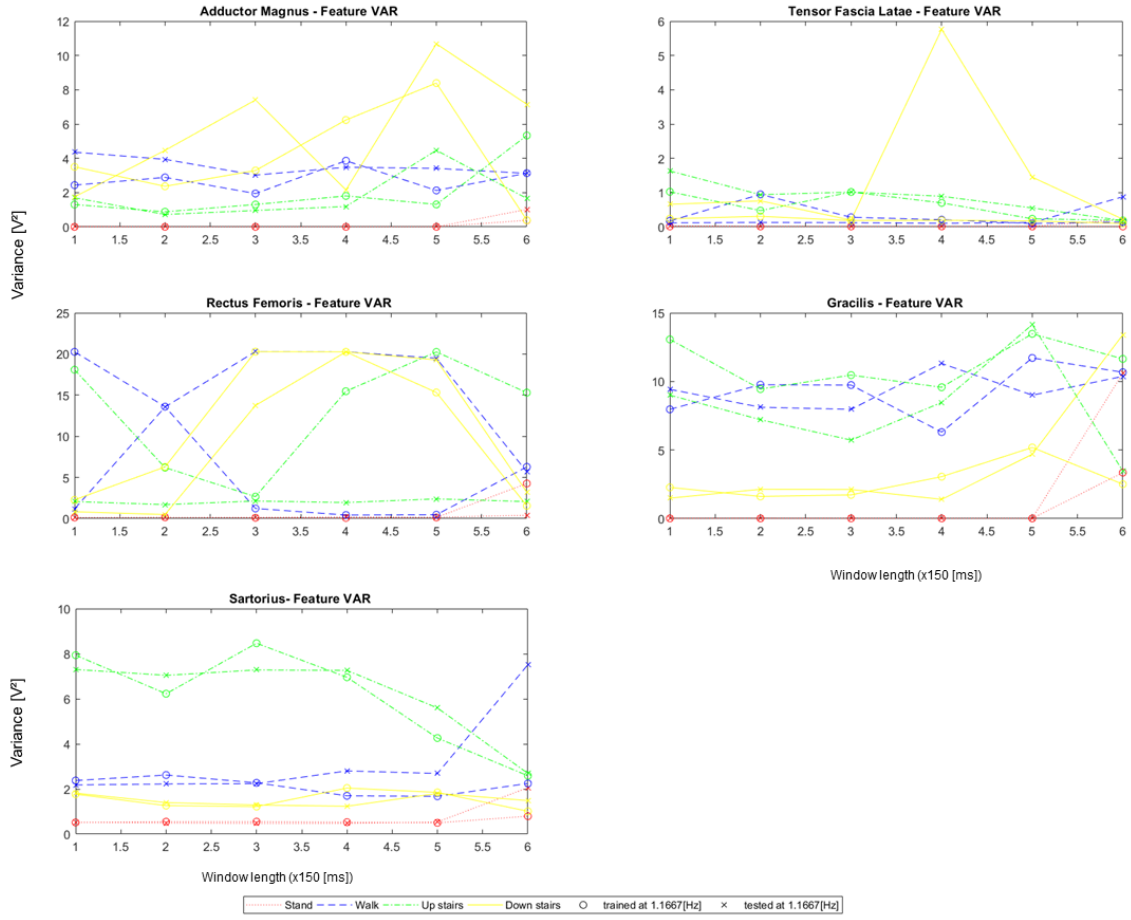 Adductor Magnus - Feature VAR
12
10
8
6
4
2
0
1 1.5 2 2.5 3 3.5 4 4.5 5 5.5 6
Tensor Fascia Latae - Feature VAR
6
5
4
3
2
1
0
1 1.5 2 2.5 3 3.5 4 4.5 5 5.5 6
Variance [V²]
Rectus Femoris - Feature VAR
25
20
15
10
5
0
1 1.5 2 2.5 3 3.5 4 4.5 5 5.5 6
Gracilis - Feature VAR
15
10
5
0
1 1.5 2 2.5 3 3.5 4 4.5 5 5.5 6
Window length (x150 [ms])
Sartorius- Feature VAR
10
8
6
4
2
0
1 1.5 2 2.5 3 3.5 4 4.5 5 5.5 6
Variance [V²]
Window length (x150 [ms])
Stand Walk Up stairs Down stairs trained at 1.1667[Hz] tested at 1.1667[Hz]